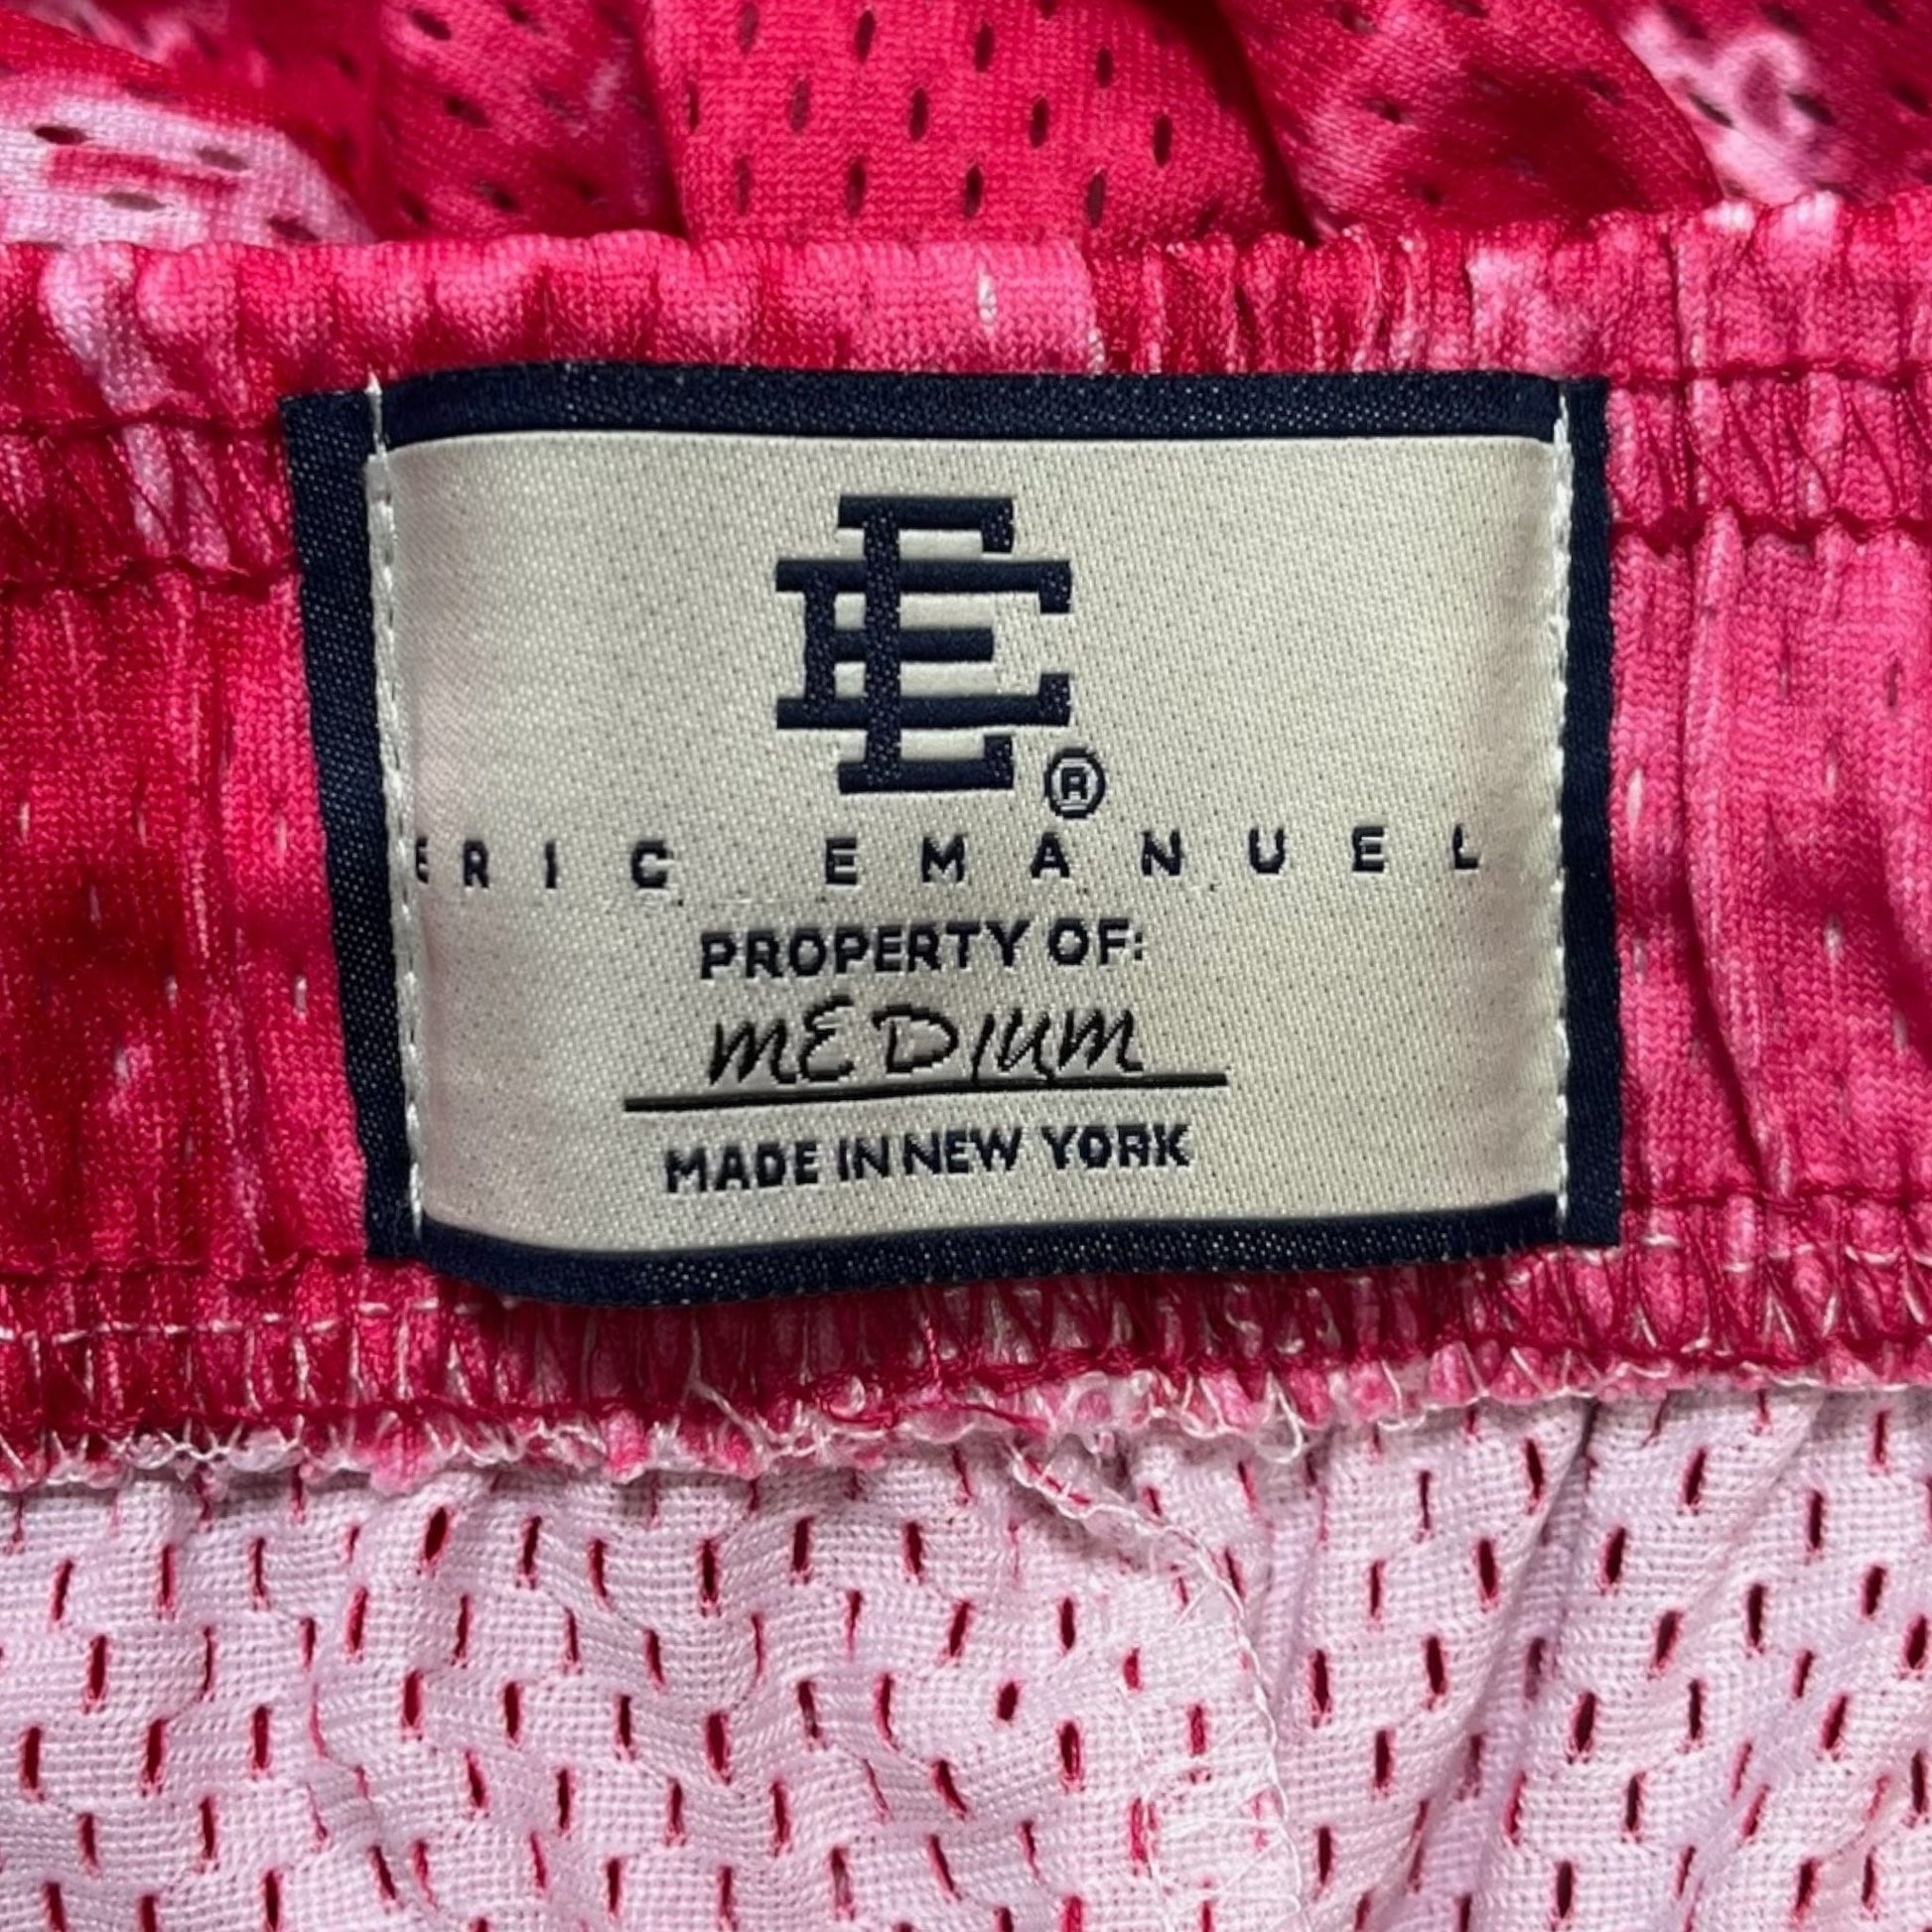 EE®
ERIC EMANUEL
PROPERTY OF:
MEDIUM
MADE IN NEW YORK